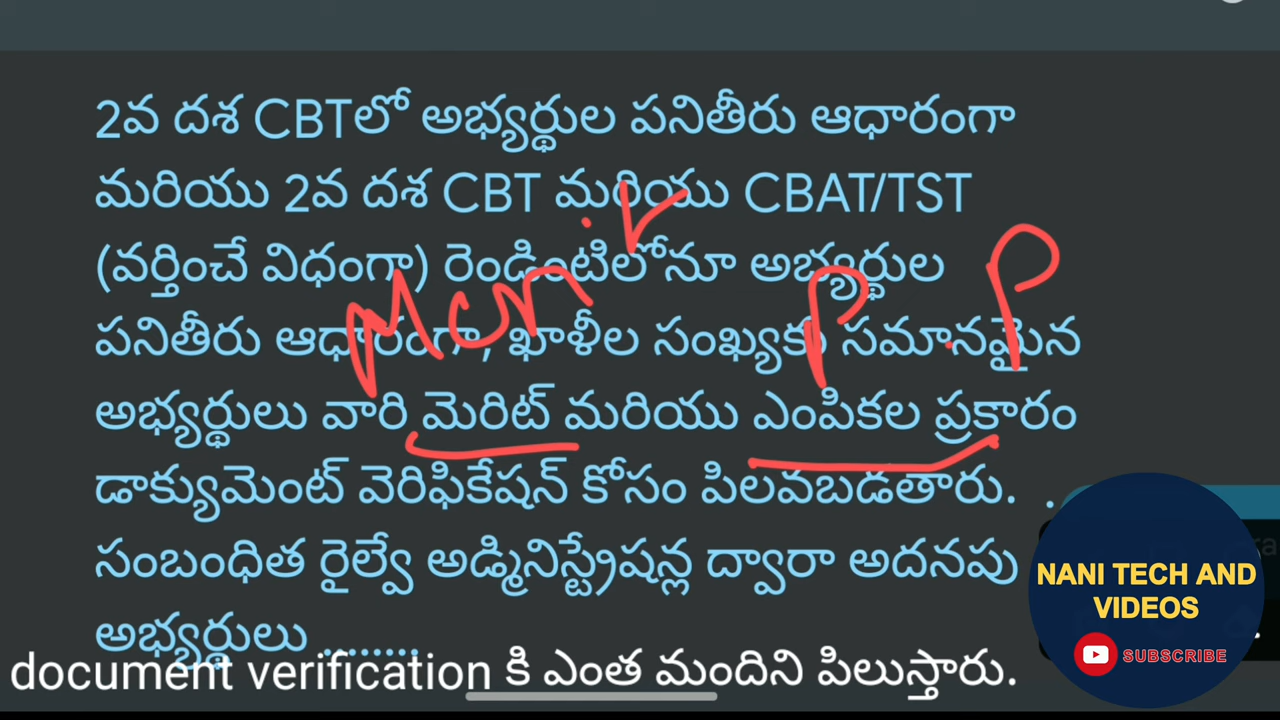 2వ దశ CBTలో అభ్యర్థుల పనితీరు ఆధారంగా
మరియు 2వ దశ CBT మరియు CBAT/TST
(వర్తించే విధంగా) రెండింటిలోనూ అభ్యర్థుల
పనితీరు ఆధారంగా, ఖాళీల సంఖ్యకు సమానమైన
అభ్యర్థులు వారి మెరిట్ మరియు ఎంపికల ప్రకారం
డాక్యుమెంట్ వెరిఫికేషన్ కోసం పిలవబడతారు. .
సంబంధిత రైల్వే అడ్మినిస్ట్రేషన్ల ద్వారా అదనపు
అభ్యర్థులు ........
Merit P P
document verification కి ఎంత మందిని పిలుస్తారు.
NANI TECH AND
VIDEOS
SUBSCRIBE